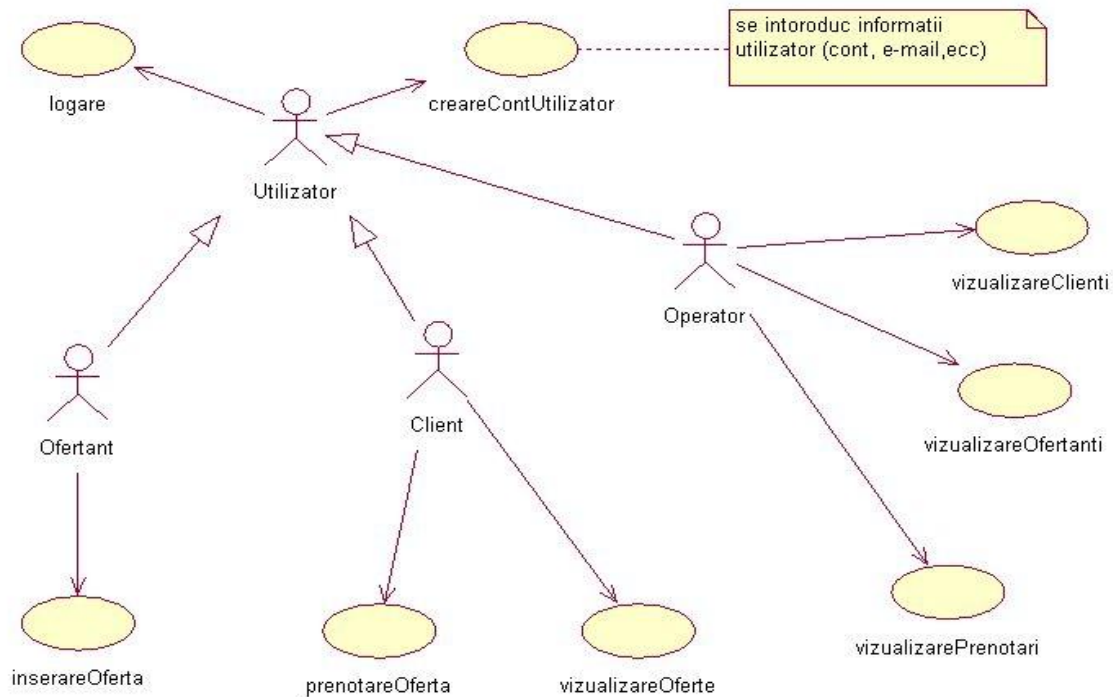 se intoroduc informatii
utilizator (cont, e-mail,ecc)
logare
creareContUtilizator
Utilizator
vizualizareClienti
Operator
Ofertant
Client
vizualizareOfertanti
vizualizarePrenotari
inserareOferta
prenotareOferta
vizualizareOferte